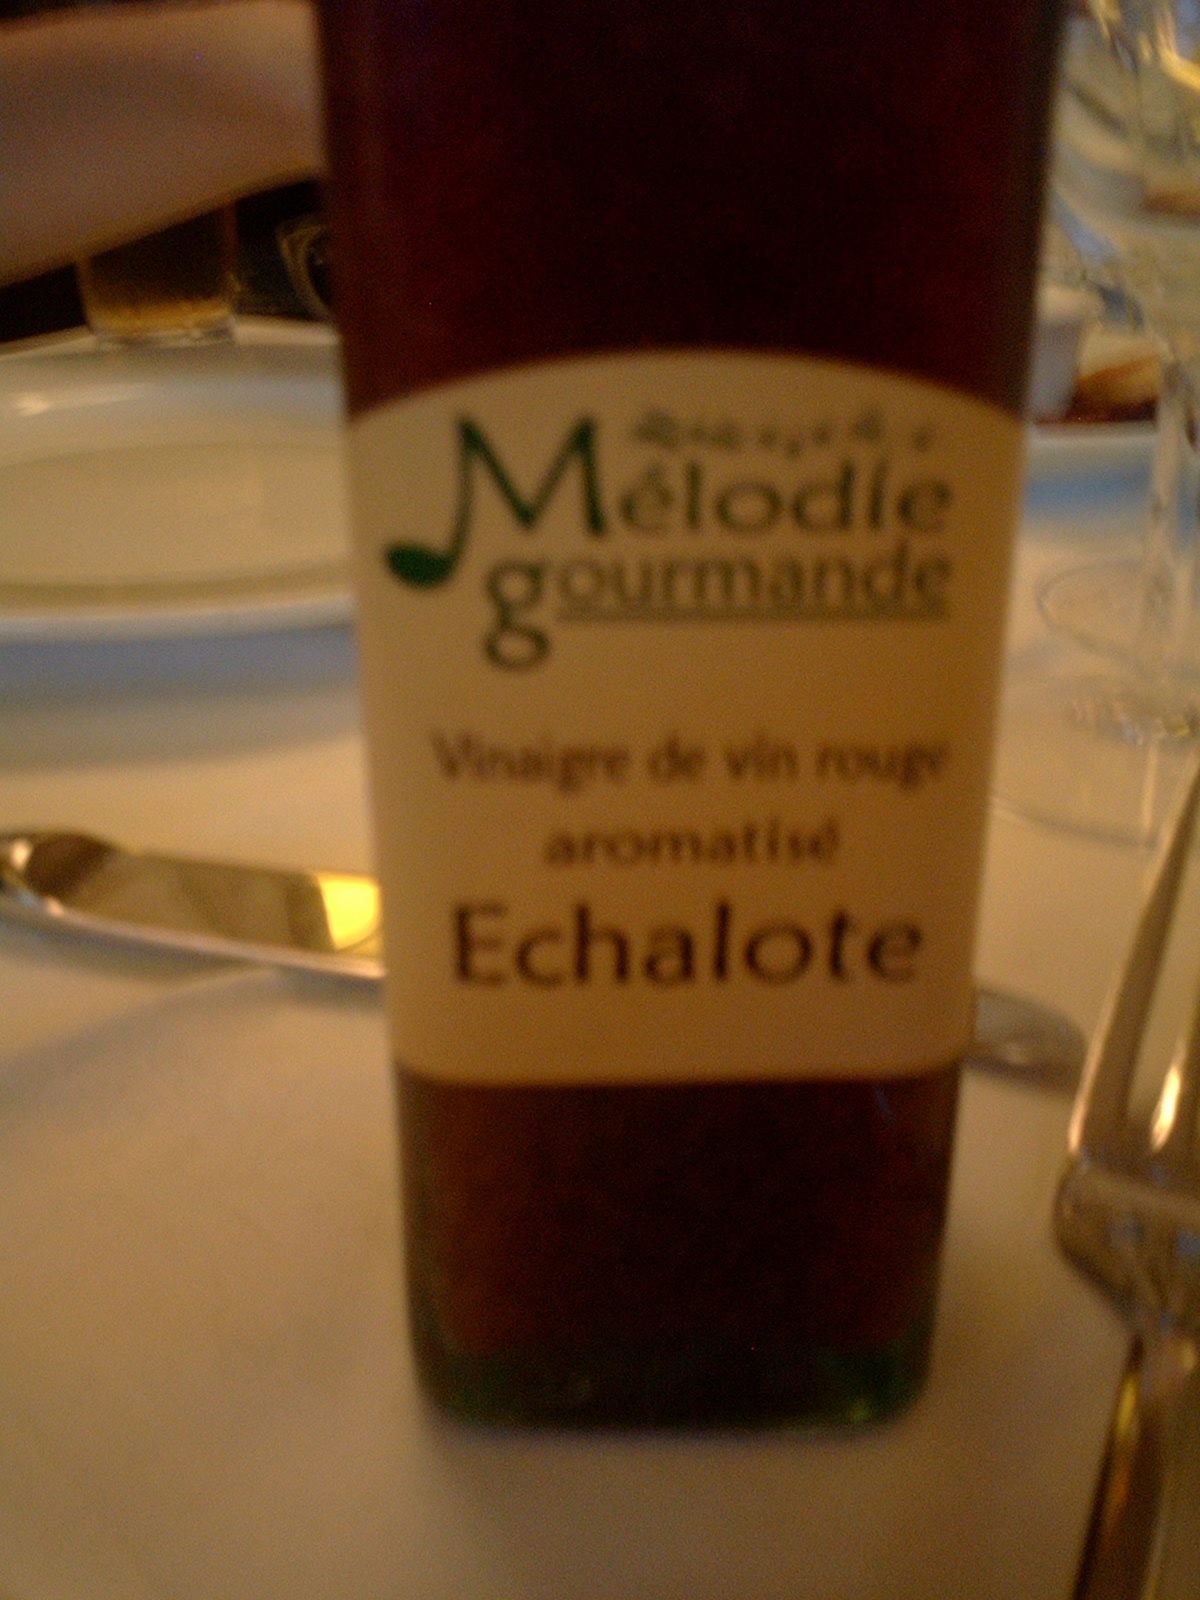 Mélodie
gourmande
Vinaigre de vin rouge
aromatisé
Echalote